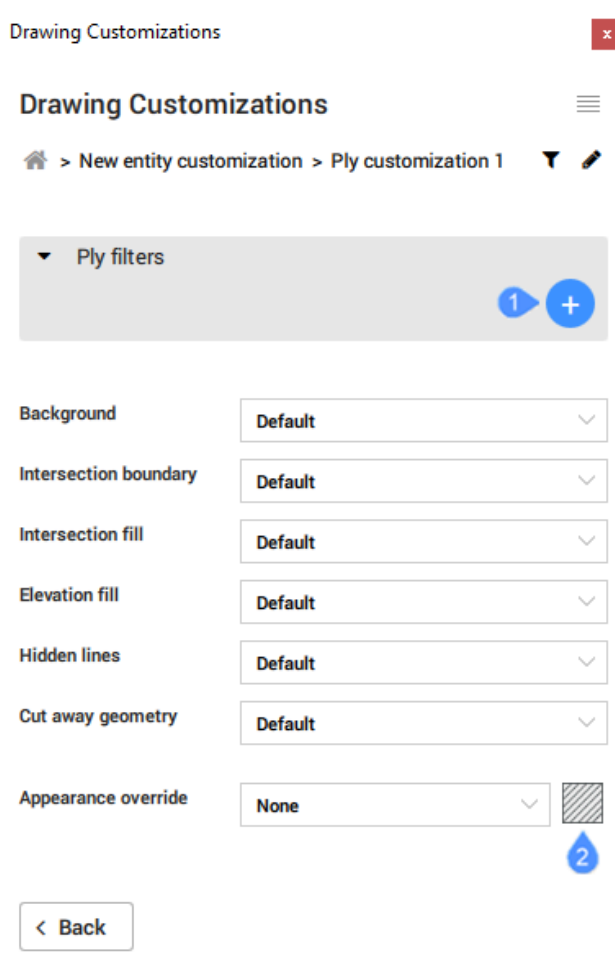 Drawing Customizations
x
Drawing Customizations
> New entity customization > Ply customization 1
Ply filters
1
+
Background
Default
Intersection boundary
Default
Intersection fill
Default
Elevation fill
Default
Hidden lines
Default
Cut away geometry
Default
Appearance override
None
2
< Back